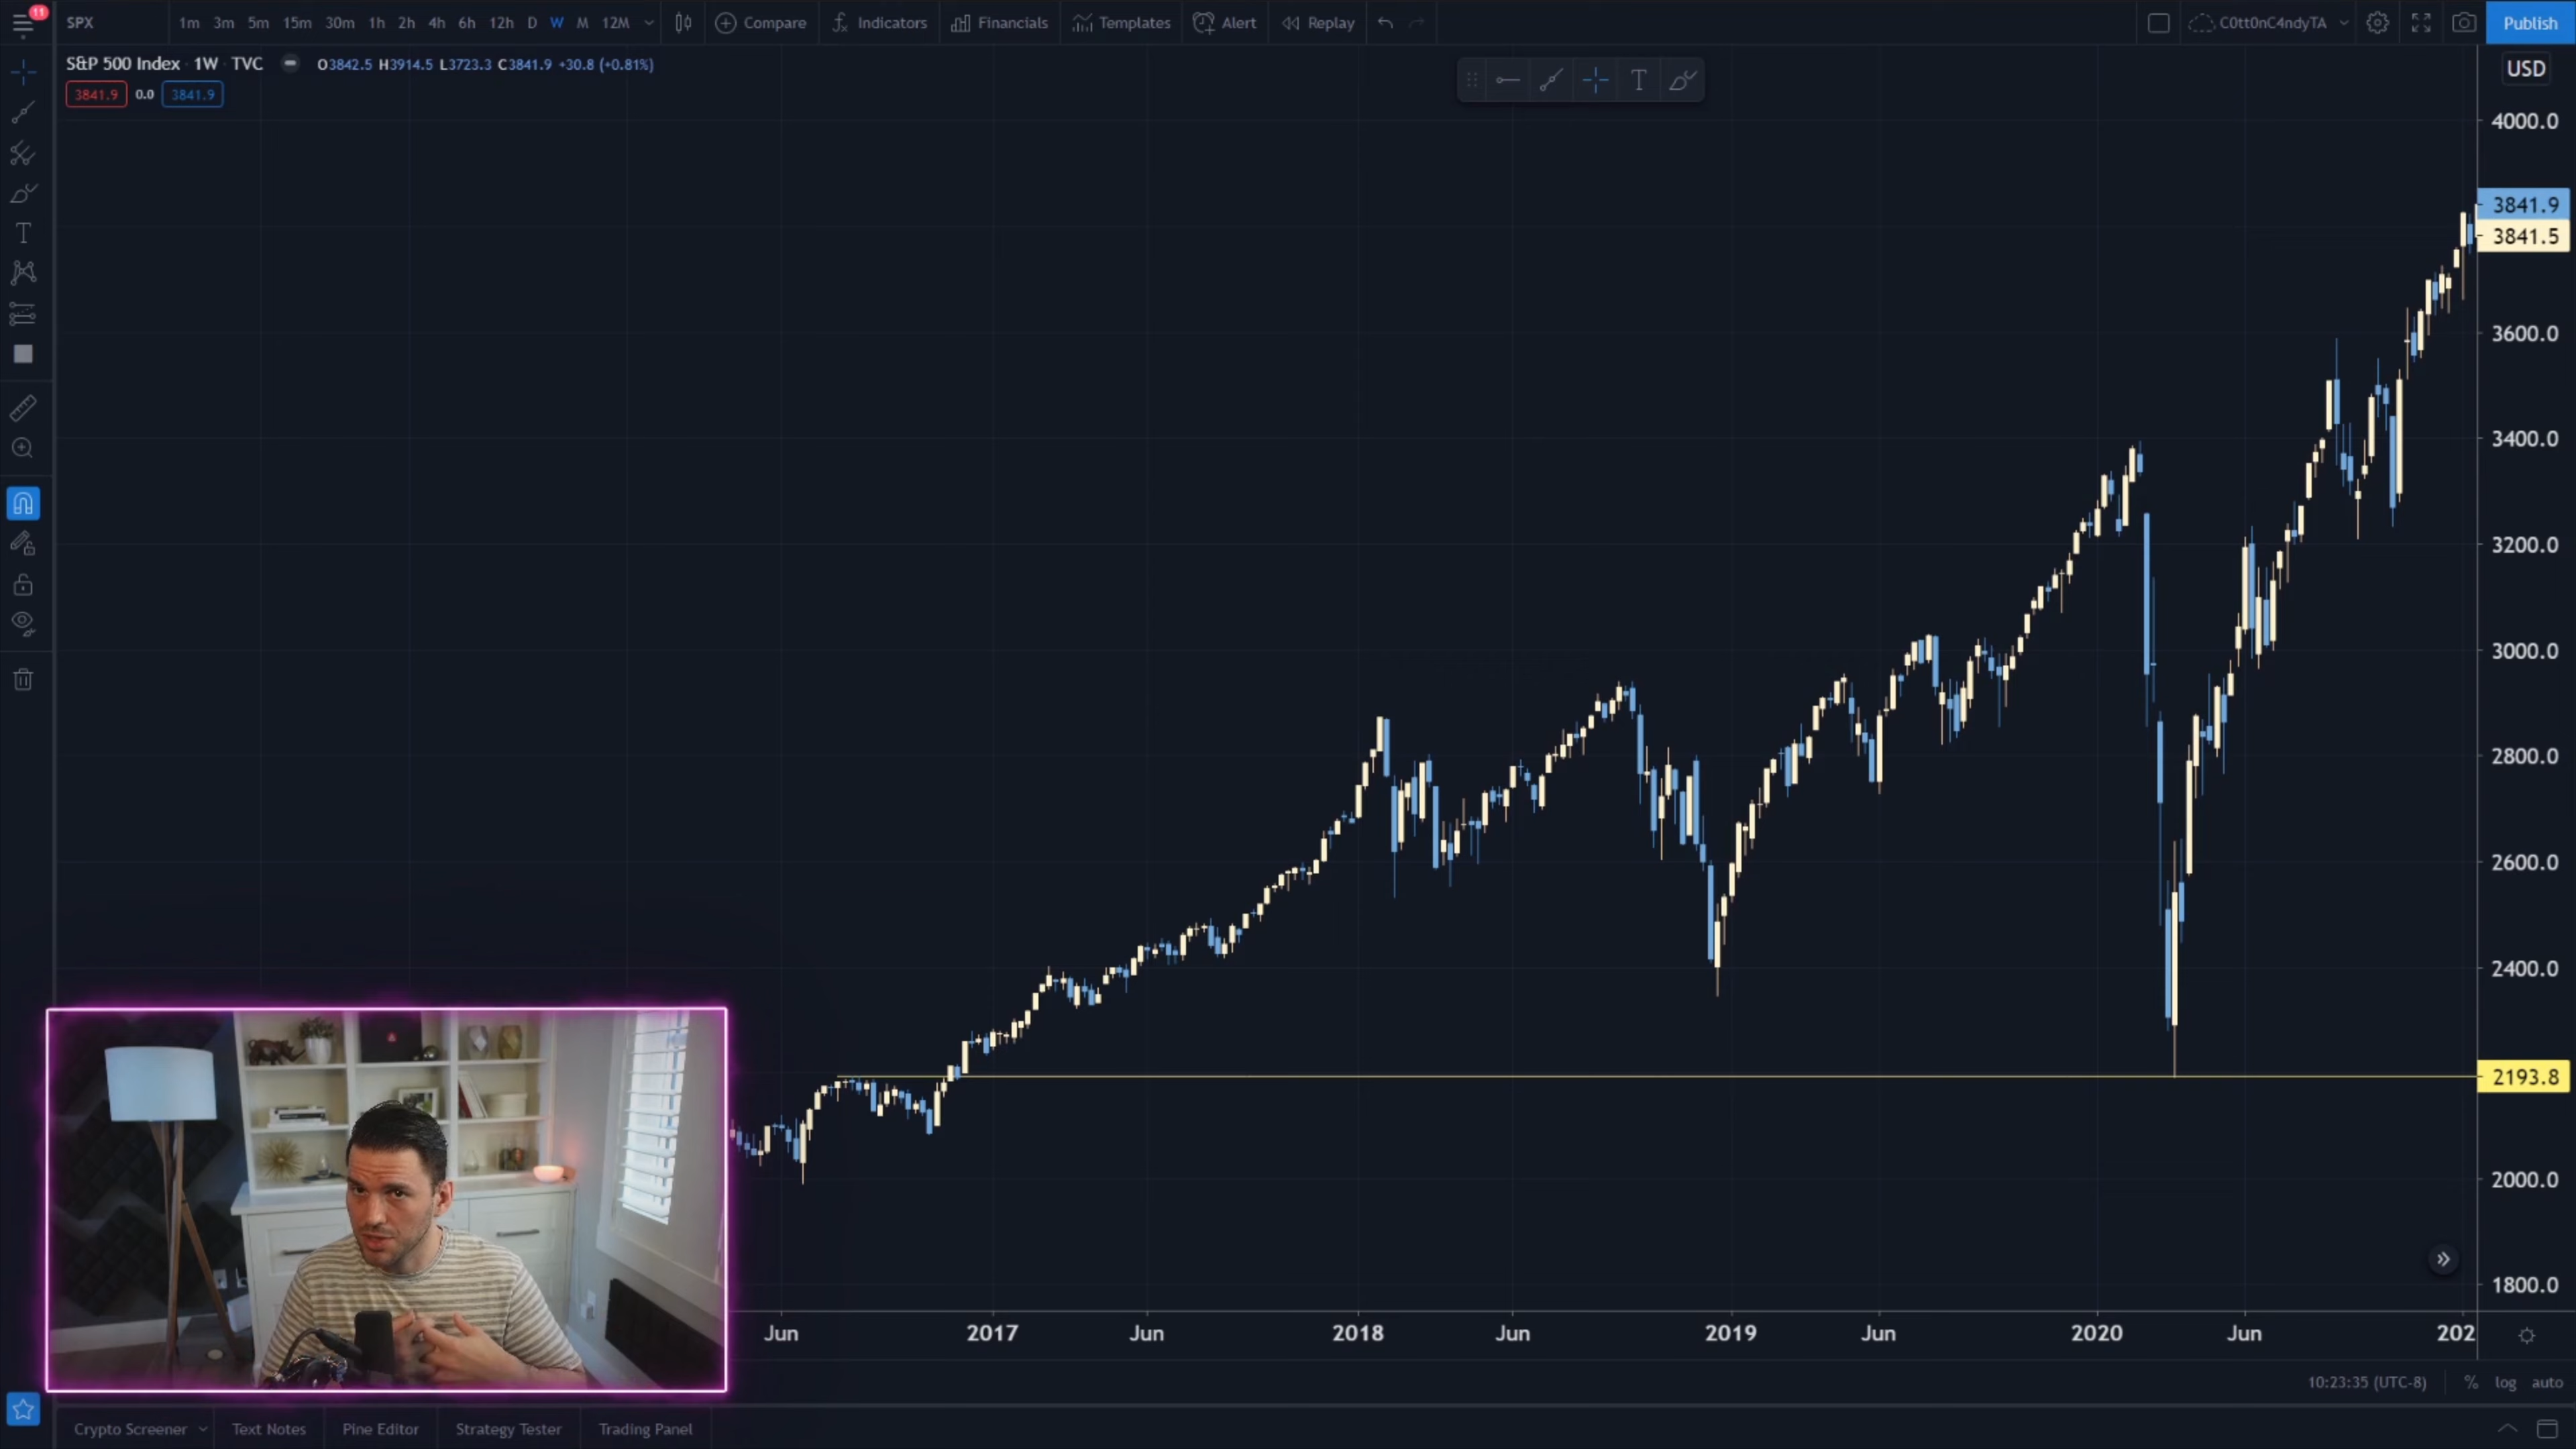 11 SPX 1m 3m 5m 15m 30m 1h 2h 4h 6h 12h D W M 12M Compare Indicators Financials Templates Alert Replay C0tt0nC4ndyTA Publish
S&P 500 Index 1W TVC O3842.5 H3914.5 L3723.3 C3841.9 +30.8 (+0.81%) USD
3841.9 0.0 3841.9
T
T
4000.0
3841.9
3841.5
3600.0
3400.0
3200.0
3000.0
2800.0
2600.0
2400.0
2193.8
2000.0
1800.0
Jun 2017 Jun 2018 Jun 2019 Jun 2020 Jun 202
10:23:35 (UTC-8) % log auto
Crypto Screener Text Notes Pine Editor Strategy Tester Trading Panel